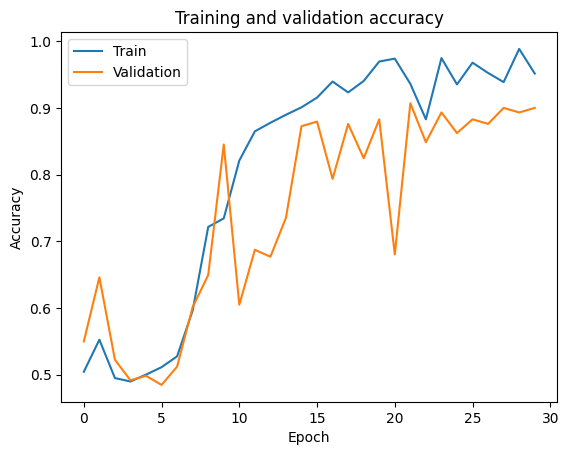 Training and validation accuracy
Train
Validation
1.0
0.9
0.8
0.7
0.6
0.5
Accuracy
0 5 10 15 20 25 30
Epoch